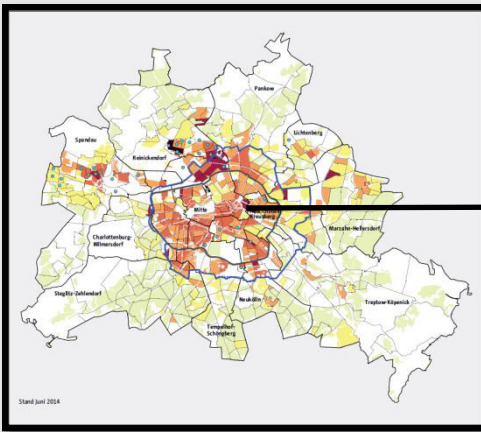 Pankow
Lichtenberg
Spandau
Reinickendorf
Mitte
Kreuzberg
Charlottenburg-
Wilmersdorf
Marzahn-Hellersdorf
Steglitz-Zehlendorf
Neukölln
Treptow-Köpenick
Tempelhof-
Schöneberg
Stand Juni 2014